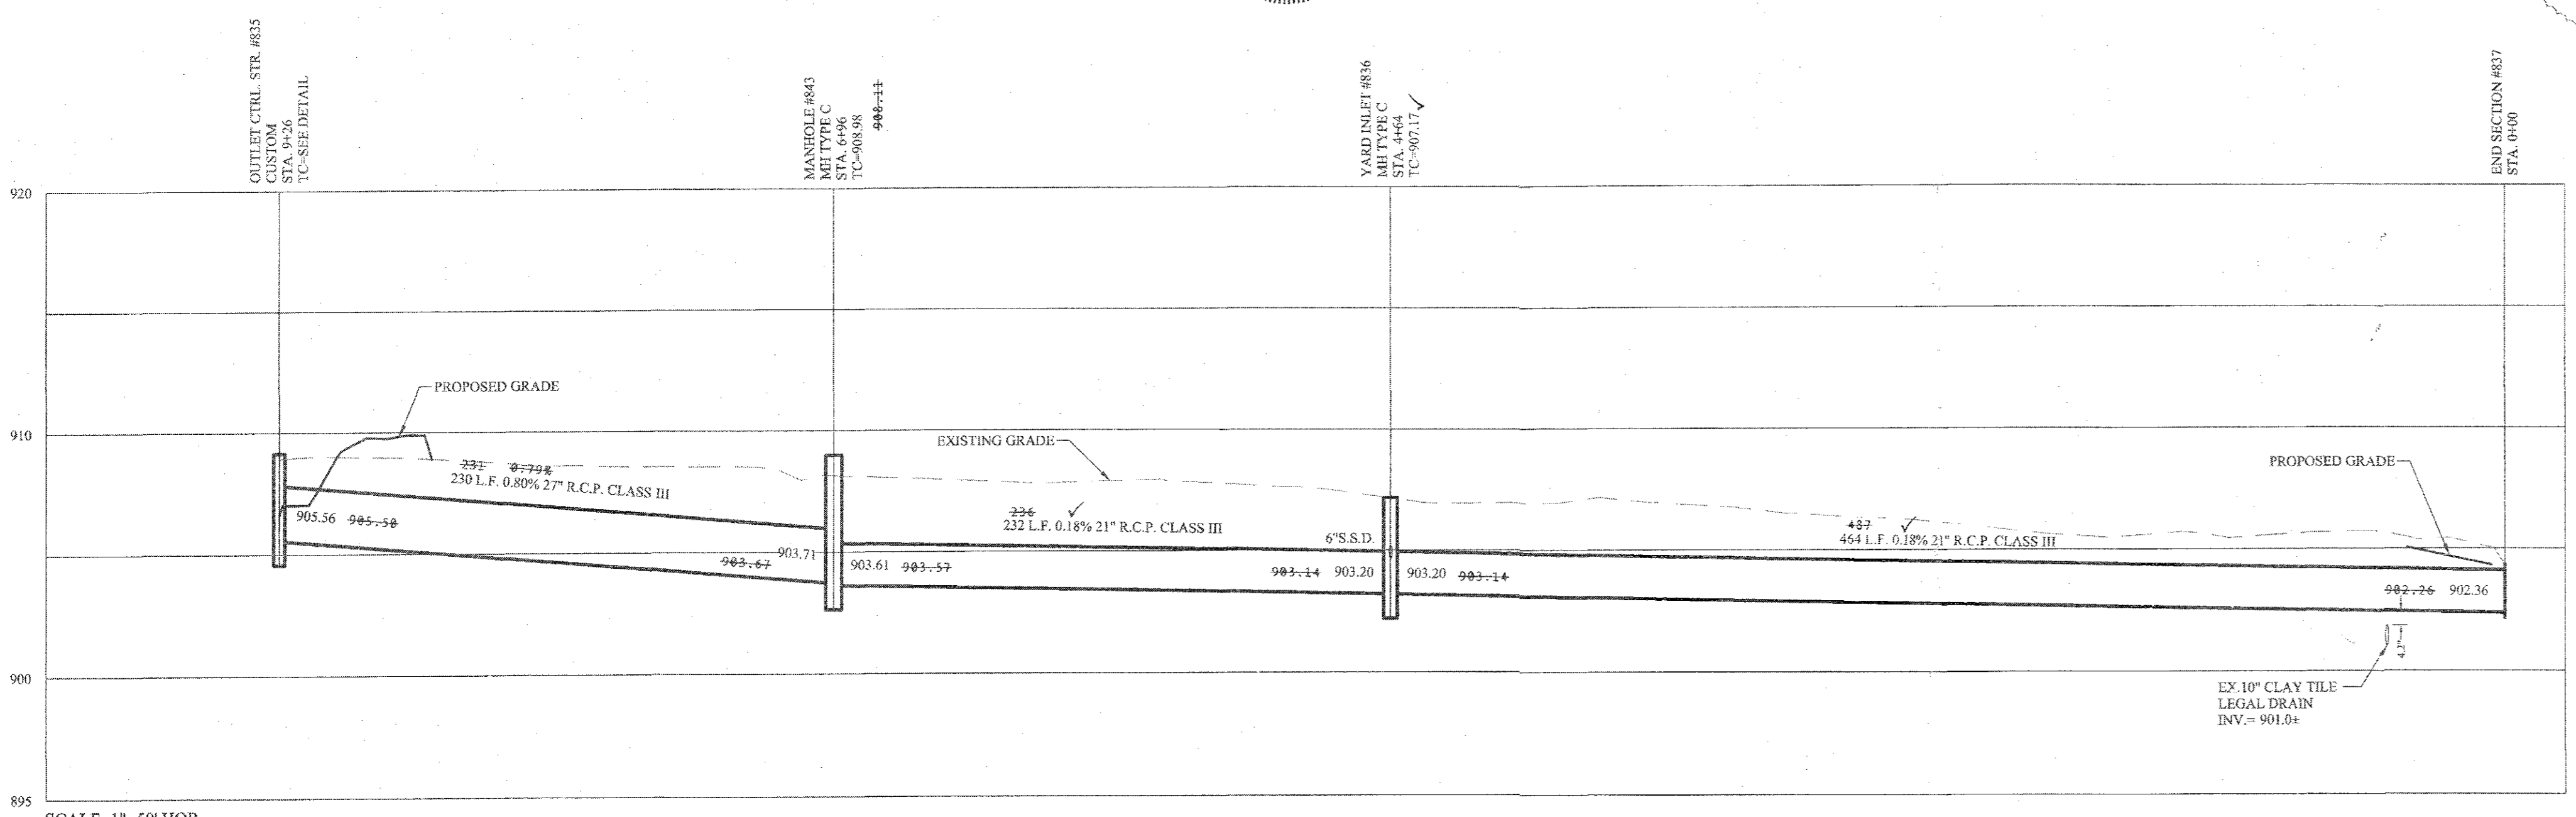 OUTLET CTRL. STR. #835
CUSTOM
STA. 9+26
TC=SEE DETAIL
MANHOLE #843
MH TYPE C
STA. 6+96
TC=908.98
908.11
YARD INLET #836
MH TYPE C
STA. 4+64
TC=907.17 ✓
END SECTION #837
STA. 0+00
920
PROPOSED GRADE
910
EXISTING GRADE
PROPOSED GRADE
231 0.79%
230 L.F. 0.80% 27" R.C.P. CLASS III
236 ✓
232 L.F. 0.18% 21" R.C.P. CLASS III
487 ✓
464 L.F. 0.18% 21" R.C.P. CLASS III
905.56 905.50
903.67 903.71
903.61 903.57
6"S.S.D.
903.14 903.20
903.20 903.14
902.26 902.36
42"
900
EX.10" CLAY TILE
LEGAL DRAIN
INV.= 901.0±
895